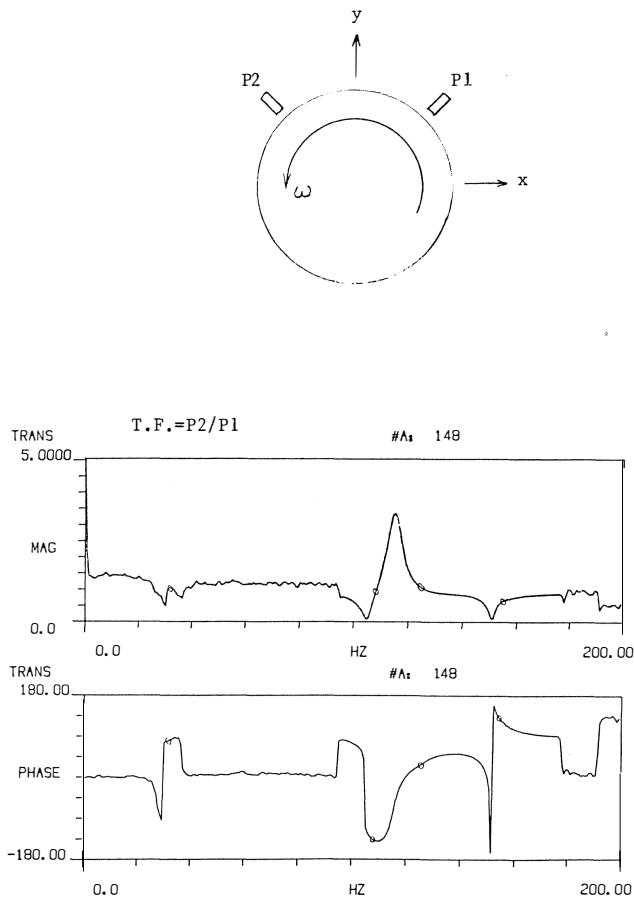 y
P2 P1
ω x
T.F.=P2/P1
TRANS #A: 148
5.0000
MAG
0.0
0.0 HZ 200.00
TRANS #A: 148
180.00
PHASE
-180.00
0.0 HZ 200.00